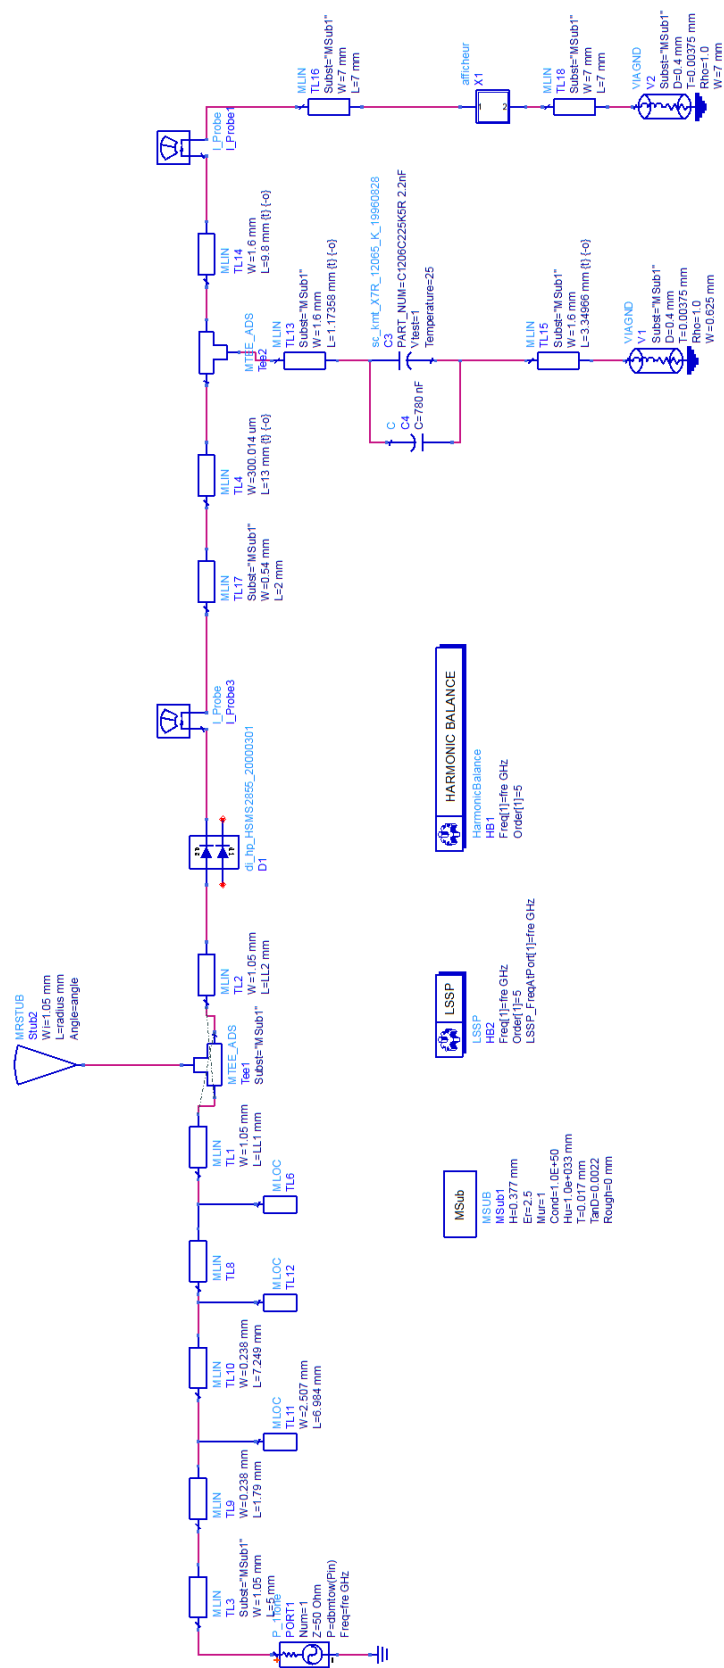 P_1Tone
PORT1
Num=1
Z=50 Ohm
P=dbmtow(Pin)
Freq=fre GHz
MLIN
TL3
Subst="MSub1"
W=1.05 mm
L=5 mm
MLIN
TL9
W=0.238 mm
L=1.79 mm
MLOC
TL11
W=2.507 mm
L=6.984 mm
MLIN
TL10
W=0.238 mm
L=7.249 mm
MLOC
TL12
MLIN
TL8
MLOC
TL6
MLIN
TL1
W=1.05 mm
L=LL1 mm
MRSTUB
Stub2
Wi=1.05 mm
L=radius mm
Angle=angle
MTEE_ADS
Tee1
Subst="MSub1"
MLIN
TL2
W=1.05 mm
L=LL2 mm
di_hp_HSMS2855_20000301
D1
I_Probe
I_Probe3
MLIN
TL17
Subst="MSub1"
W=0.54 mm
L=2 mm
MLIN
TL4
W=300.014 um
L=13 mm {t} {-o}
MTEE_ADS
Tee2
MLIN
TL14
W=1.6 mm
L=9.8 mm {t} {-o}
I_Probe
I_Probe1
MLIN
TL13
Subst="MSub1"
W=1.6 mm
L=1.17358 mm {t} {-o}
C
C4
C=780 nF
sc_kmt_X7R_12065_K_19960828
C3
PART_NUM=C1206C225K5R 2.2nF
Vtest=1
Temperature=25
MLIN
TL15
Subst="MSub1"
W=1.6 mm
L=3.34966 mm {t} {-o}
VIAGND
V1
Subst="MSub1"
D=0.4 mm
T=0.00375 mm
Rho=1.0
W=0.625 mm
MLIN
TL16
Subst="MSub1"
W=7 mm
L=7 mm
afficheur
X1
1
2
MLIN
TL18
Subst="MSub1"
W=7 mm
L=7 mm
VIAGND
V2
Subst="MSub1"
D=0.4 mm
T=0.00375 mm
Rho=1.0
W=7 mm
MSub
MSUB
MSub1
H=0.377 mm
Er=2.5
Mur=1
Cond=1.0E+50
Hu=1.0e+033 mm
T=0.017 mm
TanD=0.0022
Rough=0 mm
LSSP
LSSP
HB2
Freq[1]=fre GHz
Order[1]=5
LSSP_FreqAtPort[1]=fre GHz
HARMONIC BALANCE
HarmonicBalance
HB1
Freq[1]=fre GHz
Order[1]=5